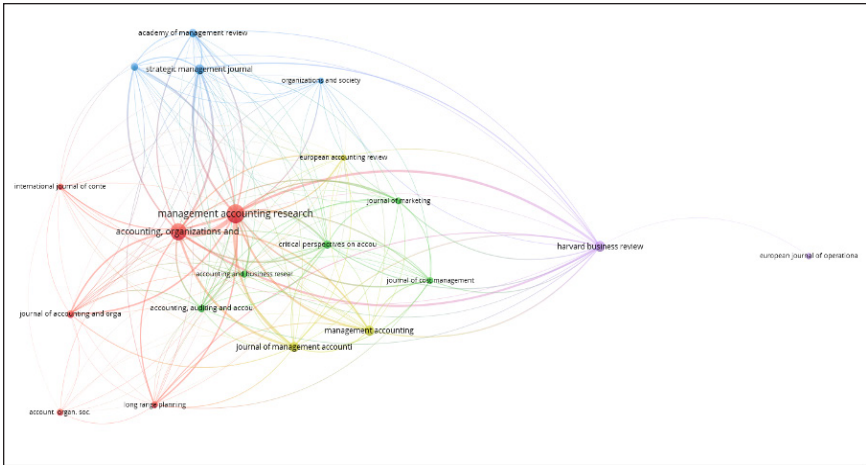 academy of management review
strategic management journal
organizations and society
european accounting review
international journal of conte
journal of marketing
management accounting research
accounting, organizations and
critical perspectives on accou
harvard business review
european journal of operationa
accounting and business resear
journal of cost management
accounting, auditing and accou
journal of accounting and orga
management accounting
journal of management accounti
long range planning
account. organ. soc.